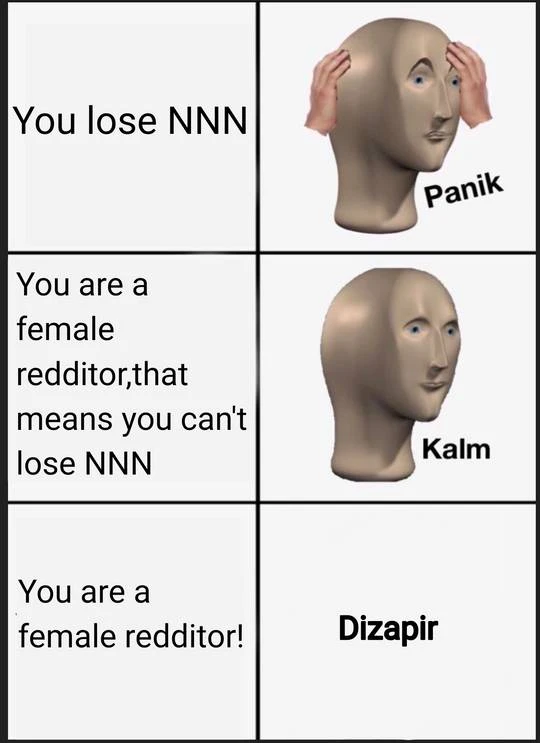 You lose NNN
Panik
You are a
female
redditor,that
means you can't
lose NNN
Kalm
You are a
female redditor!
Dizapir